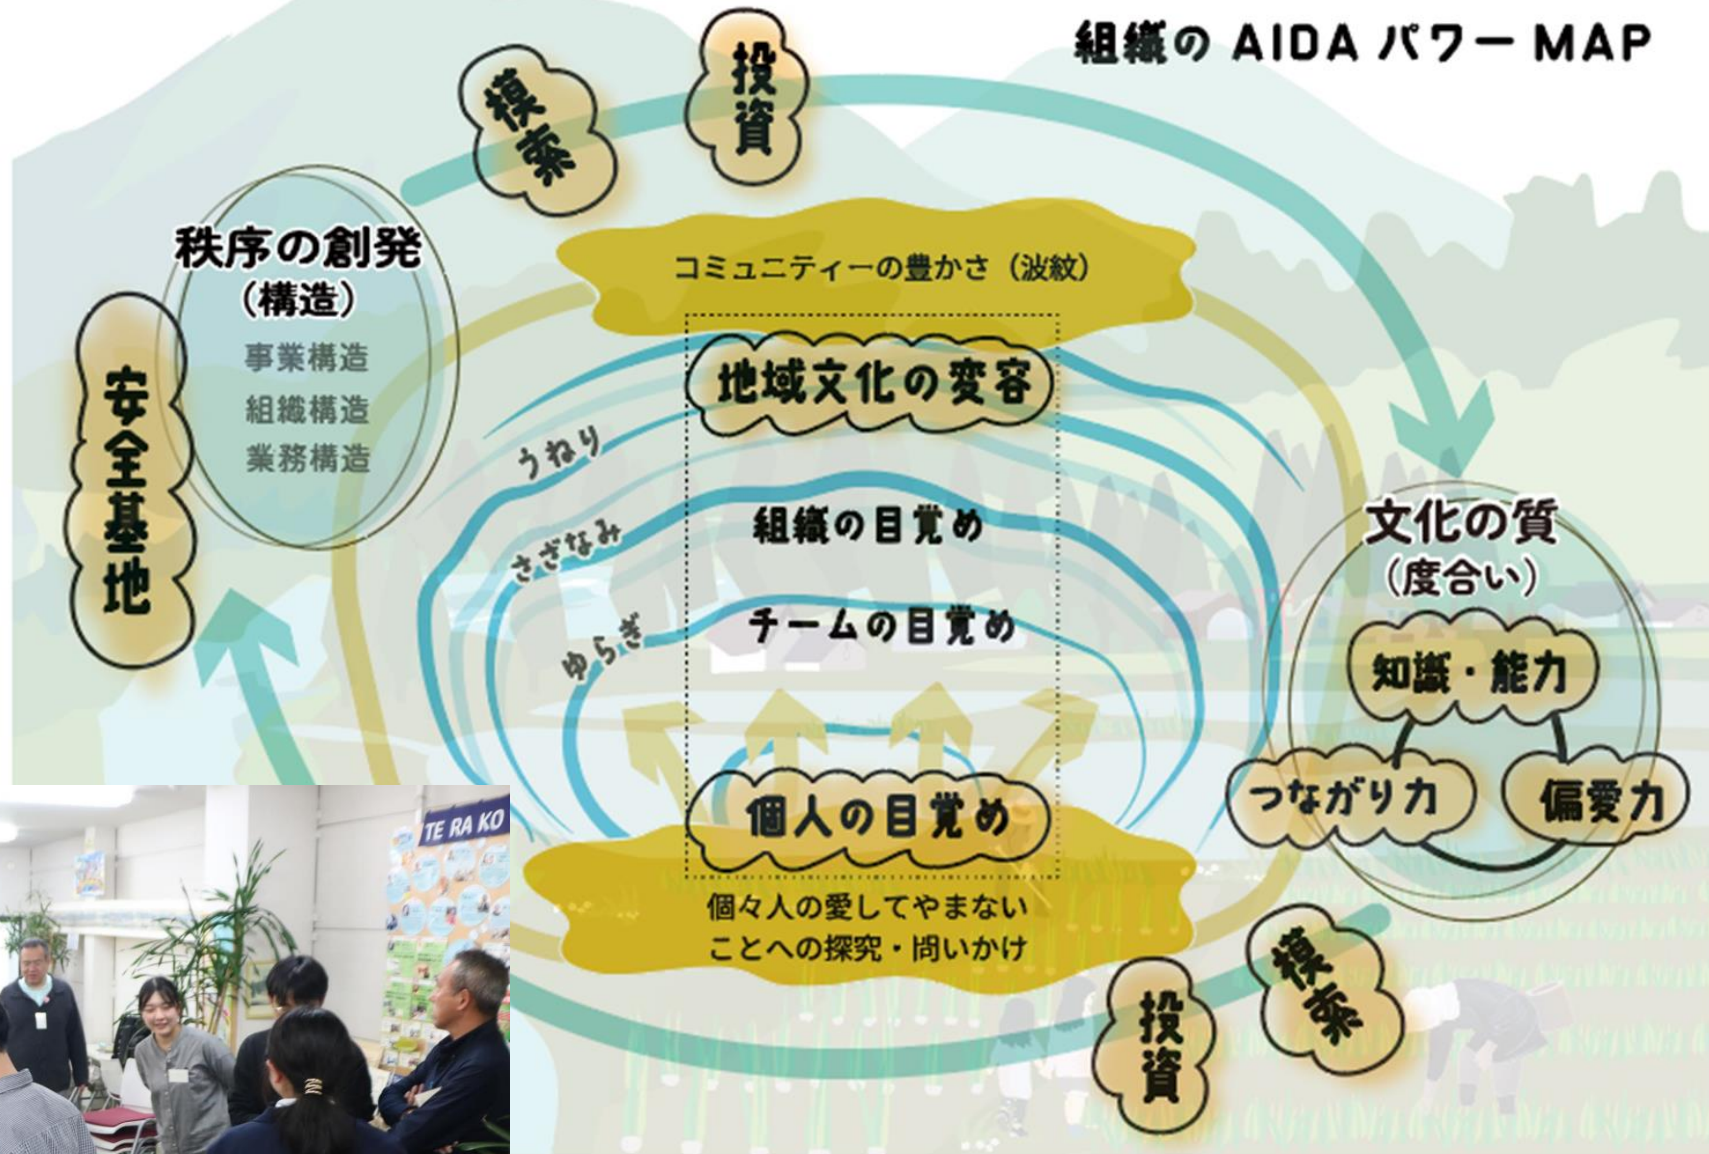 組織の AIDA パワー MAP
投資
模索
秩序の創発
（構造）
事業構造
組織構造
業務構造
安全基地
コミュニティーの豊かさ（波紋）
地域文化の変容
うねり
組織の目覚め
さざなみ
チームの目覚め
ゆらぎ
個人の目覚め
個々人の愛してやまない
ことへの探究・問いかけ
文化の質
（度合い）
知識・能力
つながり力
偏愛力
模索
投資
TE RA KO